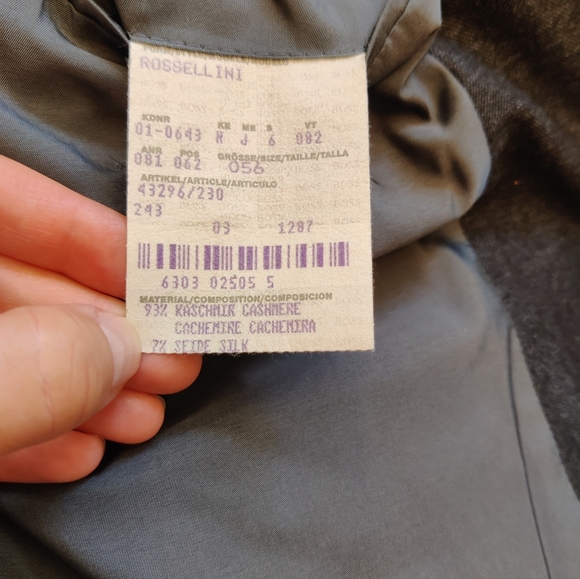 ROSSELLINI
KDNR KE ME S VT
01-0643 H J 6 082
ANR POS GRÖSSE/SIZE/TAILLE/TALLA
081 062 056
ARTIKEL/ARTICLE/ARTICULO
43296/230
243
03 1287
6303 02505 5
MATERIAL/COMPOSITION/COMPOSICION
93% KASCHMIR CASHMERE
CACHEMIRE CACHEMIRA
7% SEIDE SILK